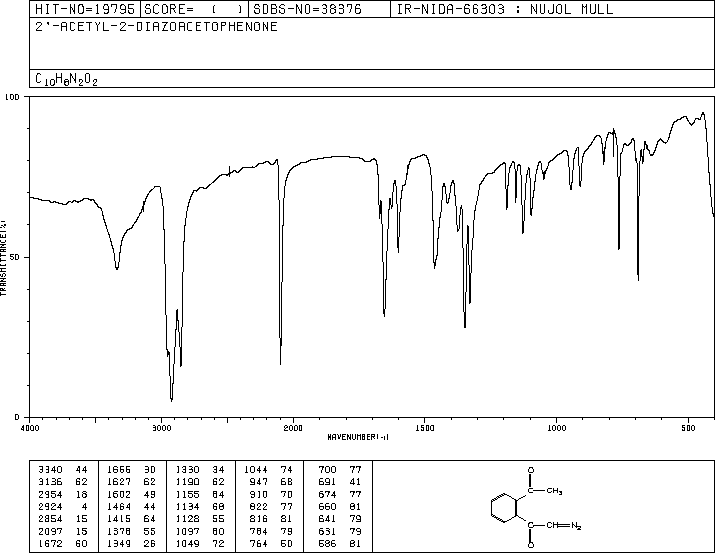 HIT-NO=19795 SCORE= ( ) SDBS-NO=38376 IR-NIDA-66303 : NUJOL MULL
2'-ACETYL-2-DIAZOACETOPHENONE
C10H8N2O2
100
50
0
TRANSMITTANCE(%)
4000 3000 2000 1500 1000 500
WAVENUMBER(-1)
3340 44 1666 30 1330 34 1044 74 700 77
3136 62 1627 62 1190 62 947 68 691 41
2954 18 1602 49 1155 64 910 70 674 77
2924 4 1464 44 1134 68 822 77 660 81
2854 15 1415 64 1128 55 816 81 641 79
2097 15 1378 55 1097 60 784 79 631 79
1672 60 1349 26 1049 72 764 50 586 81
O
C—CH3
C—CH=N2
O